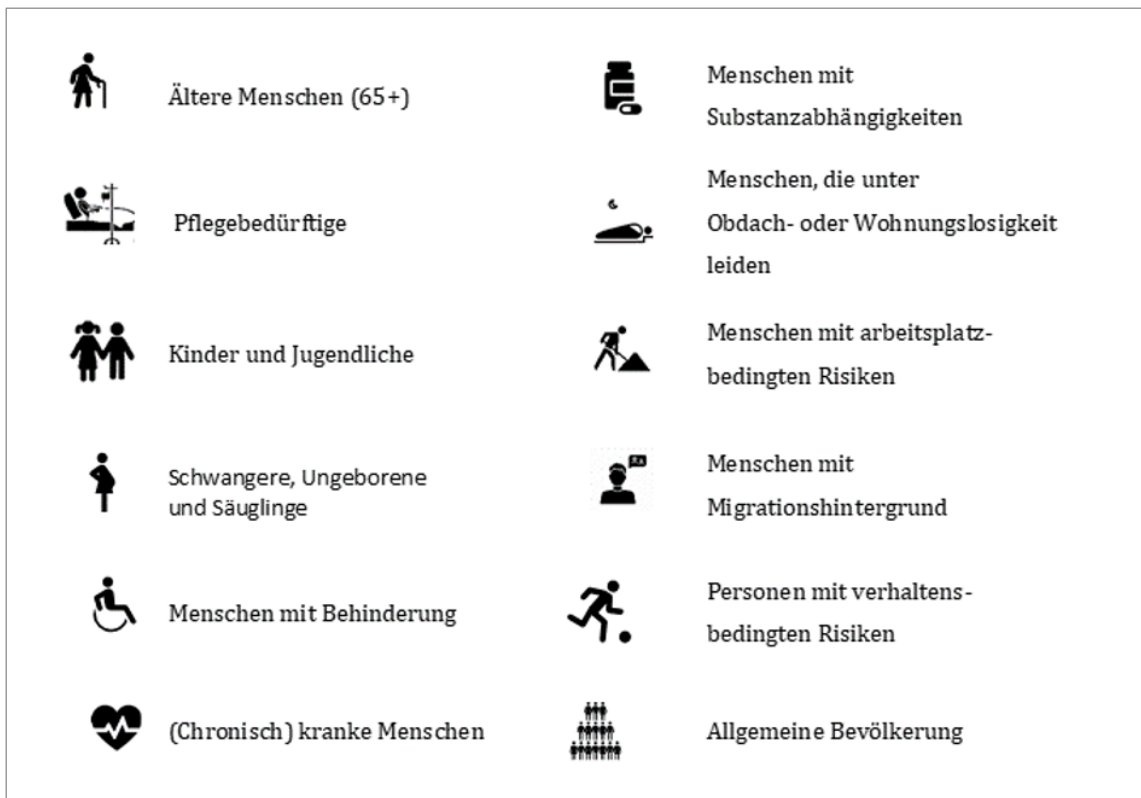 Ältere Menschen (65+)
Pflegebedürftige
Kinder und Jugendliche
Schwangere, Ungeborene
und Säuglinge
Menschen mit Behinderung
(Chronisch) kranke Menschen
Menschen mit
Substanzabhängigkeiten
Menschen, die unter
Obdach- oder Wohnungslosigkeit
leiden
Menschen mit arbeitsplatz-
bedingten Risiken
Menschen mit
Migrationshintergrund
Personen mit verhaltens-
bedingten Risiken
Allgemeine Bevölkerung